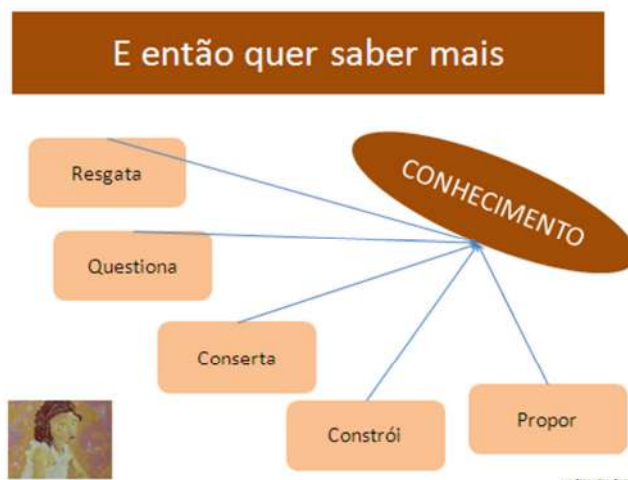 E então quer saber mais
CONHECIMENTO
Resgata
Questiona
Conserta
Constrói
Propor